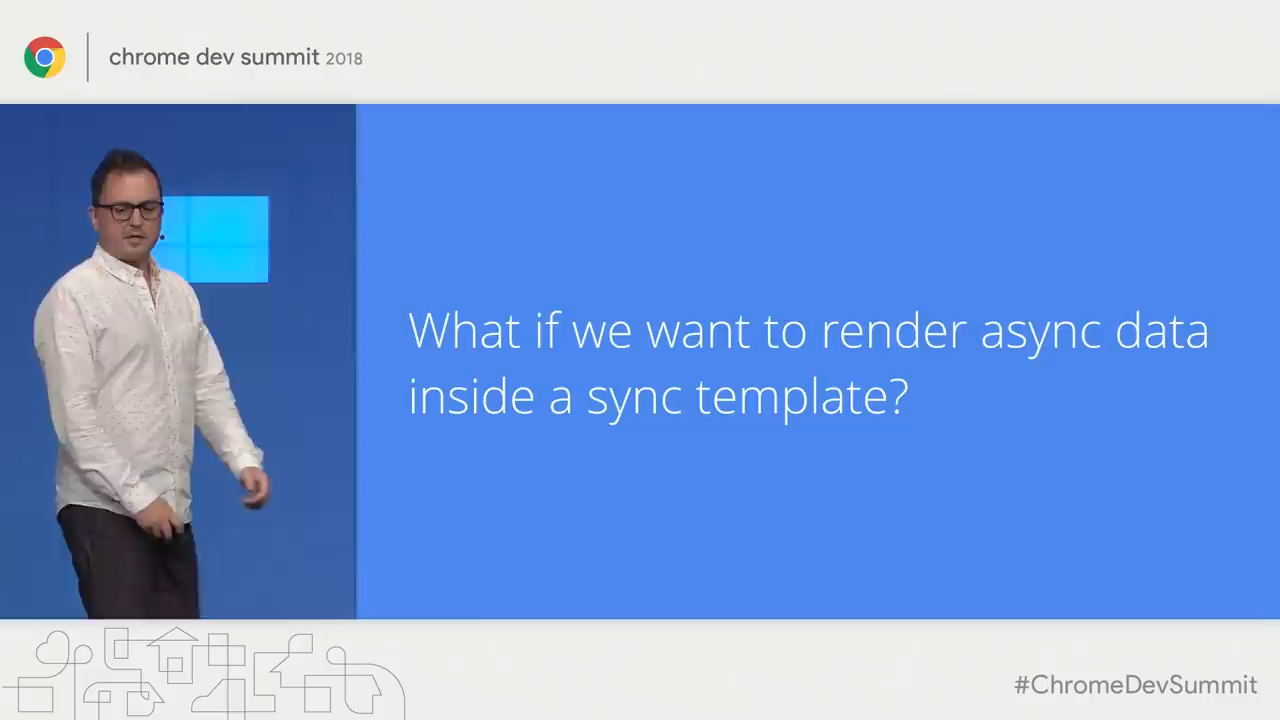 chrome dev summit 2018
What if we want to render async data
inside a sync template?
#ChromeDevSummit